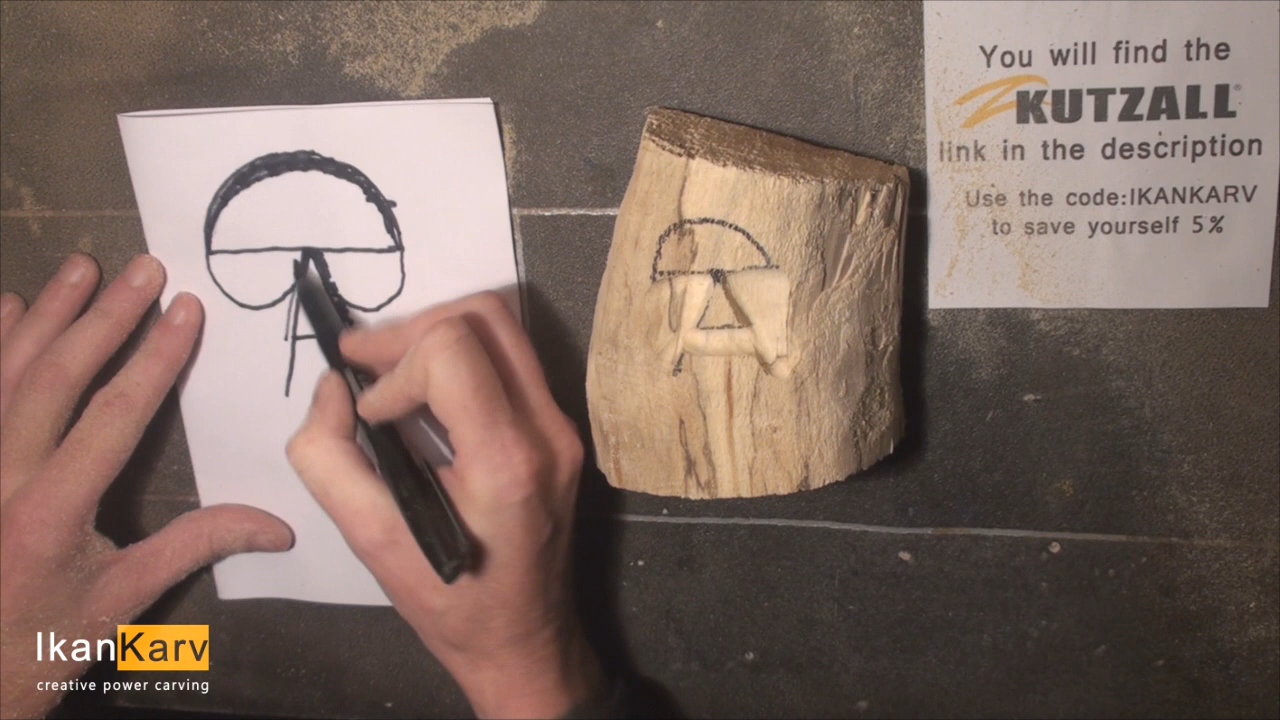 You will find the
KUTZALL
link in the description
Use the code:IKANKARV
to save yourself 5%
IkanKarv
creative power carving